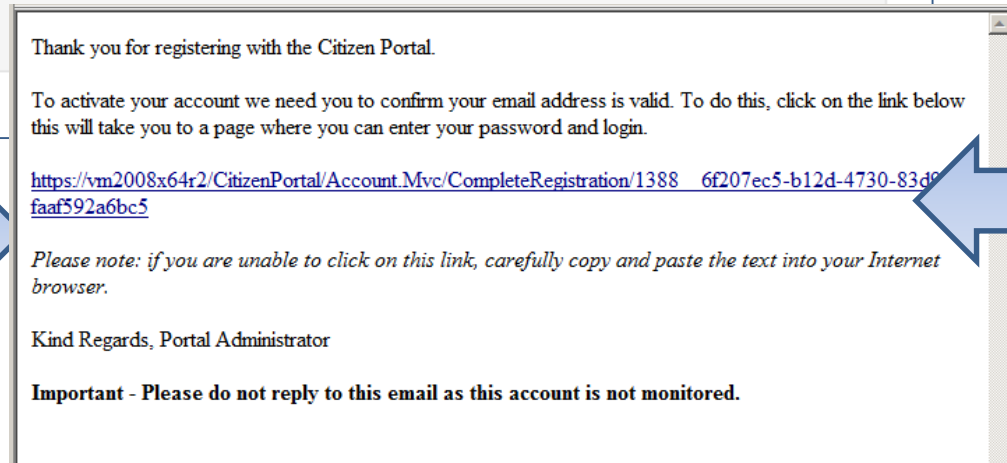 Thank you for registering with the Citizen Portal.
To activate your account we need you to confirm your email address is valid. To do this, click on the link below
this will take you to a page where you can enter your password and login.
https://vm2008x64r2/CitizenPortal/Account.Mvc/CompleteRegistration/1388__6f207ec5-b12d-4730-83d
faaf592a6bc5
Please note: if you are unable to click on this link, carefully copy and paste the text into your Internet
browser.
Kind Regards, Portal Administrator
Important - Please do not reply to this email as this account is not monitored.